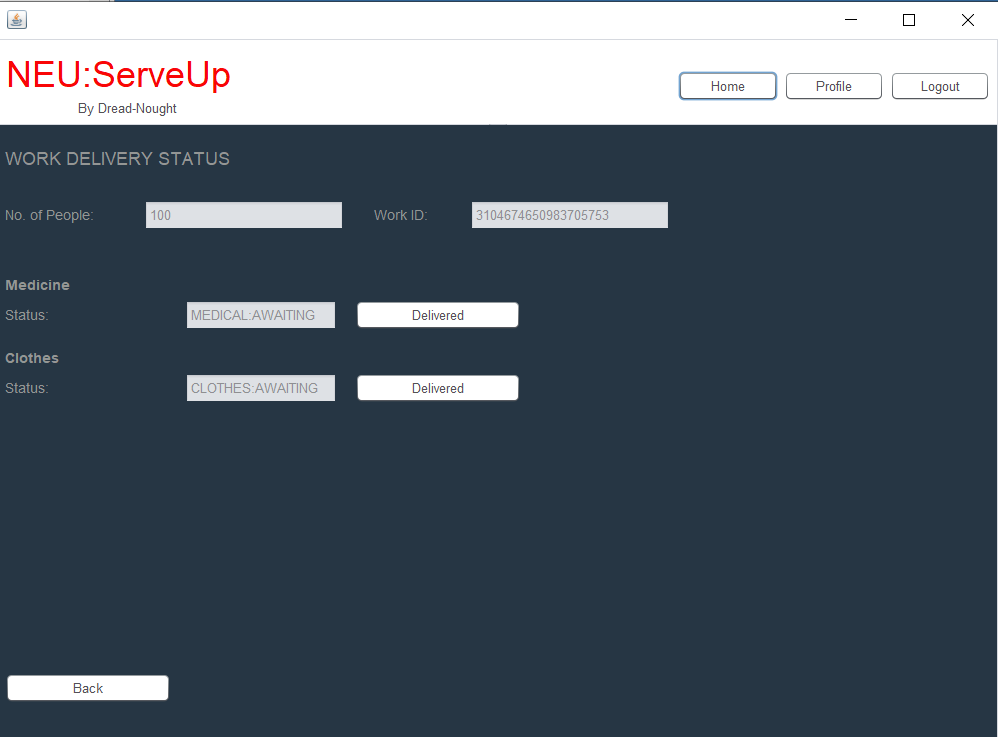 NEU:ServeUp
By Dread-Nought
Home Profile Logout
WORK DELIVERY STATUS
No. of People: 100 Work ID: 3104674650983705753
Medicine
Status: MEDICAL:AWAITING Delivered
Clothes
Status: CLOTHES:AWAITING Delivered
Back